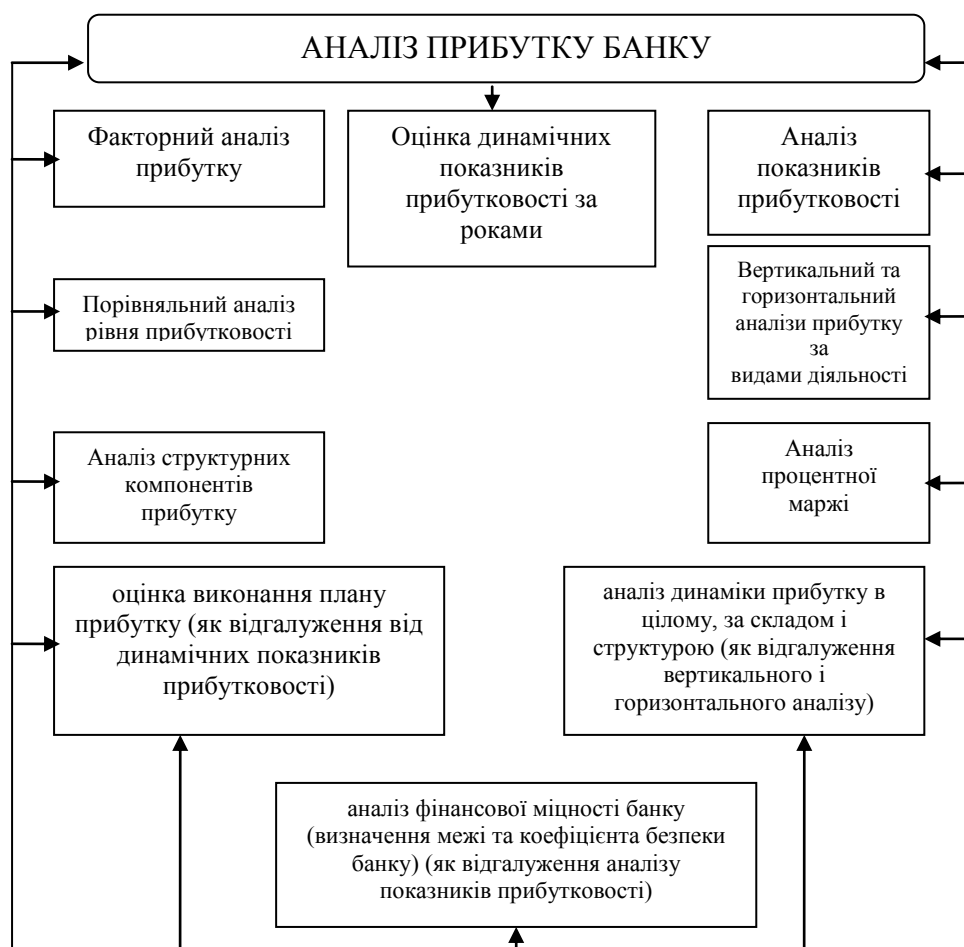 АНАЛІЗ ПРИБУТКУ БАНКУ
Факторний аналіз
прибутку
Оцінка динамічних
показників
прибутковості за
роками
Аналіз
показників
прибутковості
Порівняльний аналіз
рівня прибутковості
Вертикальний та
горизонтальний
аналізи прибутку
за
видами діяльності
Аналіз структурних
компонентів
прибутку
Аналіз
процентної
маржі
оцінка виконання плану
прибутку (як відгалуження від
динамічних показників
прибутковості)
аналіз динаміки прибутку в
цілому, за складом і
структурою (як відгалуження
вертикального і
горизонтального аналізу)
аналіз фінансової міцності банку
(визначення межі та коефіцієнта безпеки
банку) (як відгалуження аналізу
показників прибутковості)